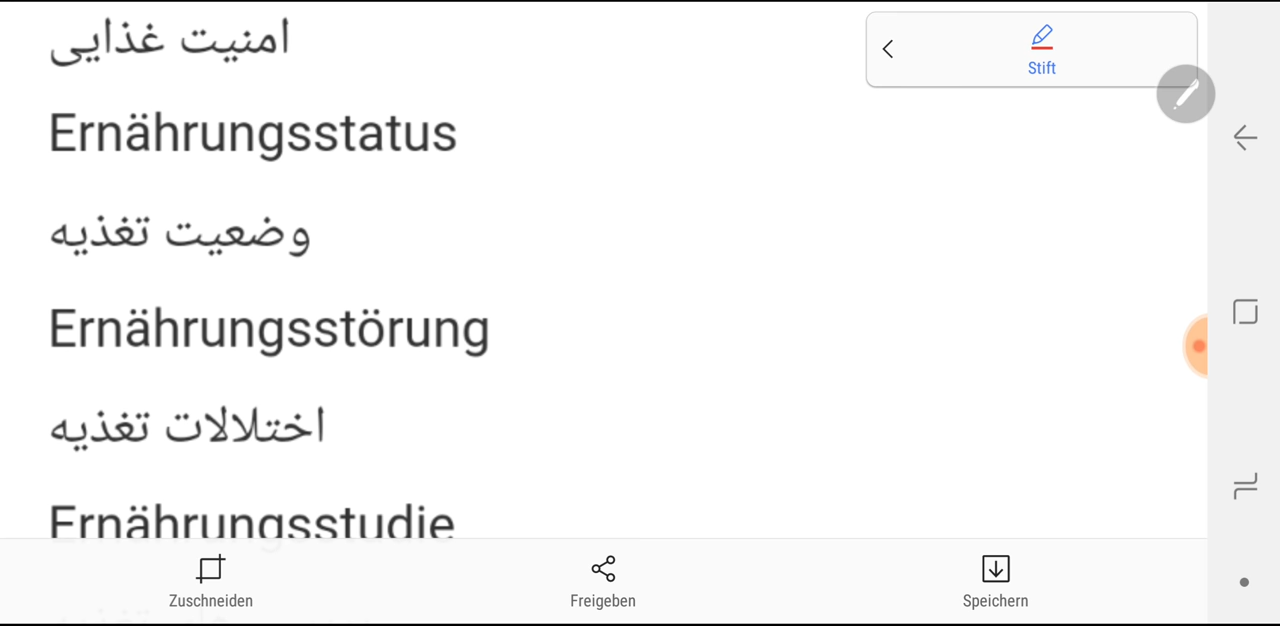 امنیت غذایی
Stift
Ernährungsstatus
وضعیت تغذیه
Ernährungsstörung
اختلالات تغذیه
Ernährungsstudie
Zuschneiden
Freigeben
Speichern